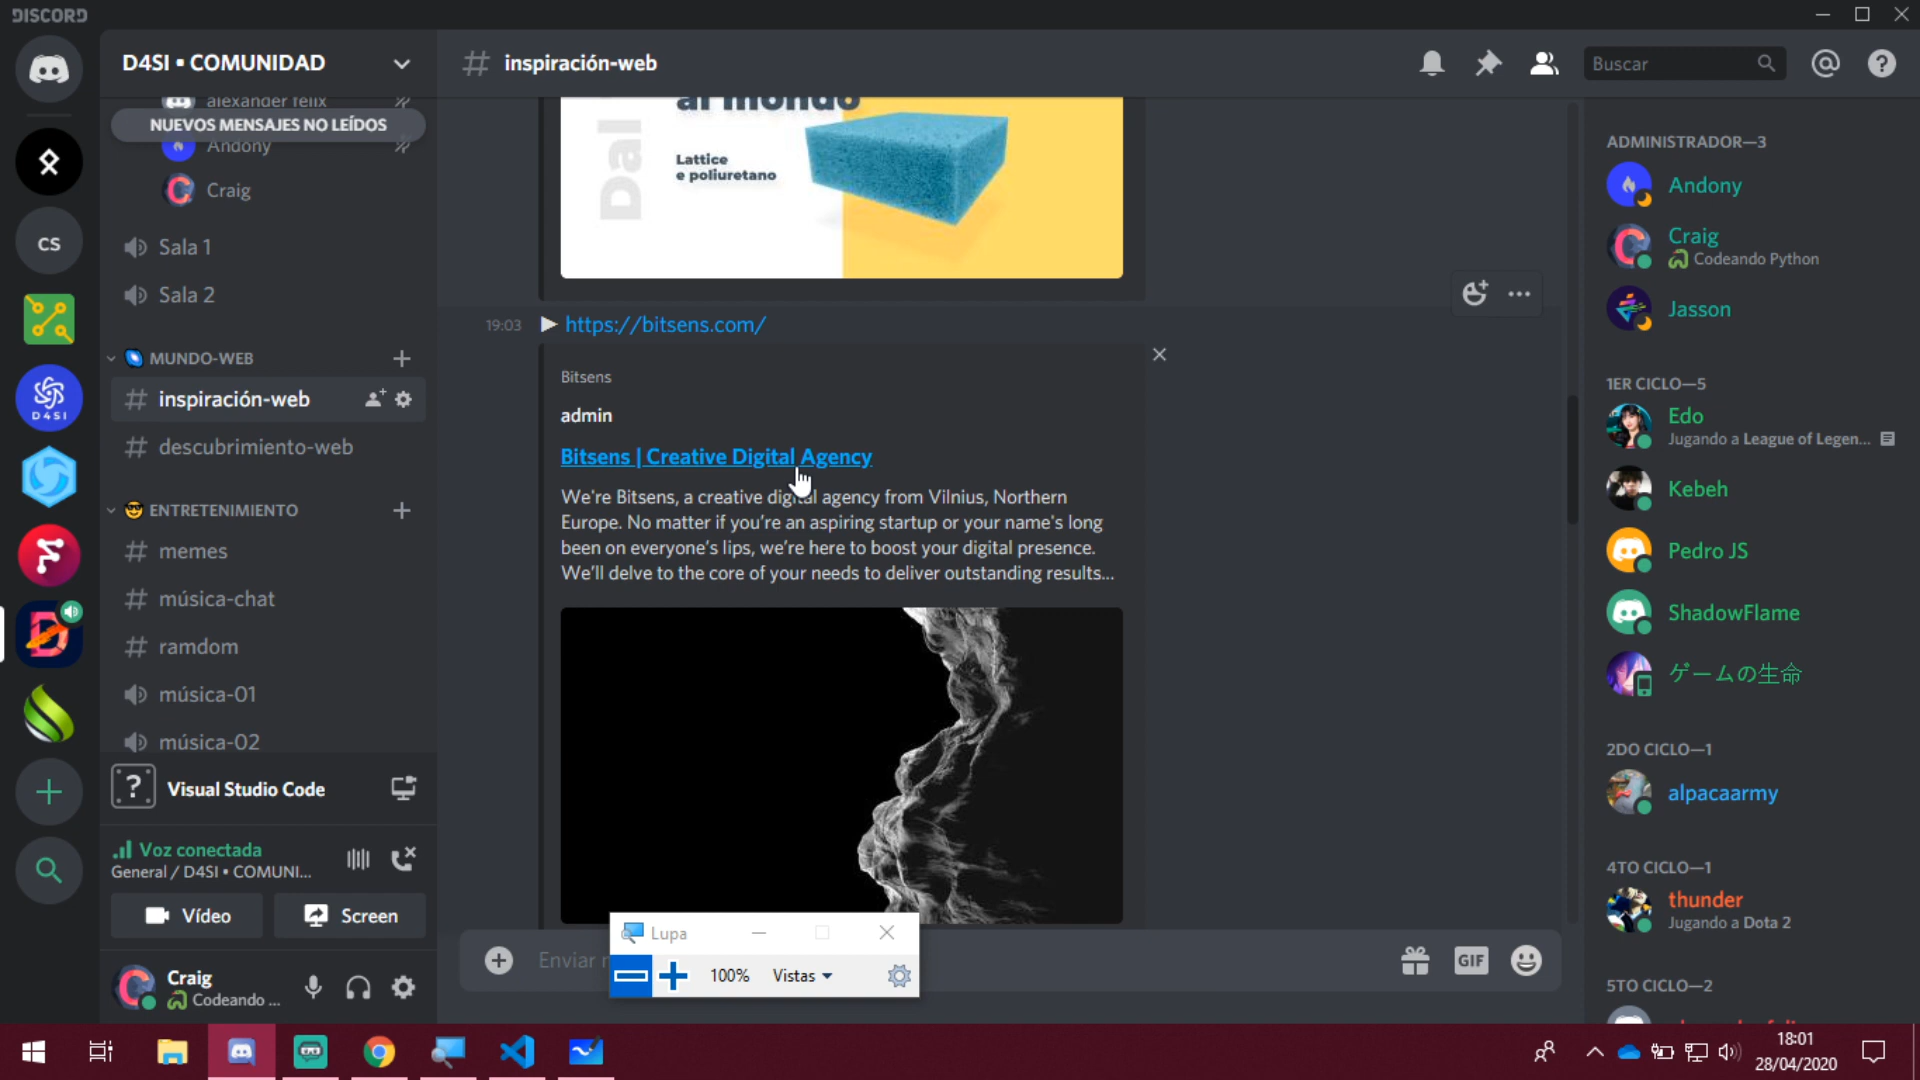 DISCORD
D4SI • COMUNIDAD
alexander felix
NUEVOS MENSAJES NO LEÍDOS
Andony
Craig
Sala 1
Sala 2
MUNDO-WEB
inspiración-web
descubrimiento-web
ENTRETENIMIENTO
memes
música-chat
ramdom
música-01
música-02
Visual Studio Code
Voz conectada
General / D4SI • COMUNI...
Vídeo
Screen
Craig
Codeando ...
CS
D4SI
inspiración-web
Buscar
al mondo
Dal
Lattice
e poliuretano
19:03
https://bitsens.com/
Bitsens
admin
Bitsens | Creative Digital Agency
We're Bitsens, a creative digital agency from Vilnius, Northern
Europe. No matter if you're an aspiring startup or your name's long
been on everyone's lips, we're here to boost your digital presence.
We'll delve to the core of your needs to deliver outstanding results...
Enviar
GIF
Lupa
100%
Vistas
ADMINISTRADOR—3
Andony
Craig
Codeando Python
Jasson
1ER CICLO—5
Edo
Jugando a League of Legen...
Kebeh
Pedro JS
ShadowFlame
ゲームの生命
2DO CICLO—1
alpacaarmy
4TO CICLO—1
thunder
Jugando a Dota 2
5TO CICLO—2
18:01
28/04/2020